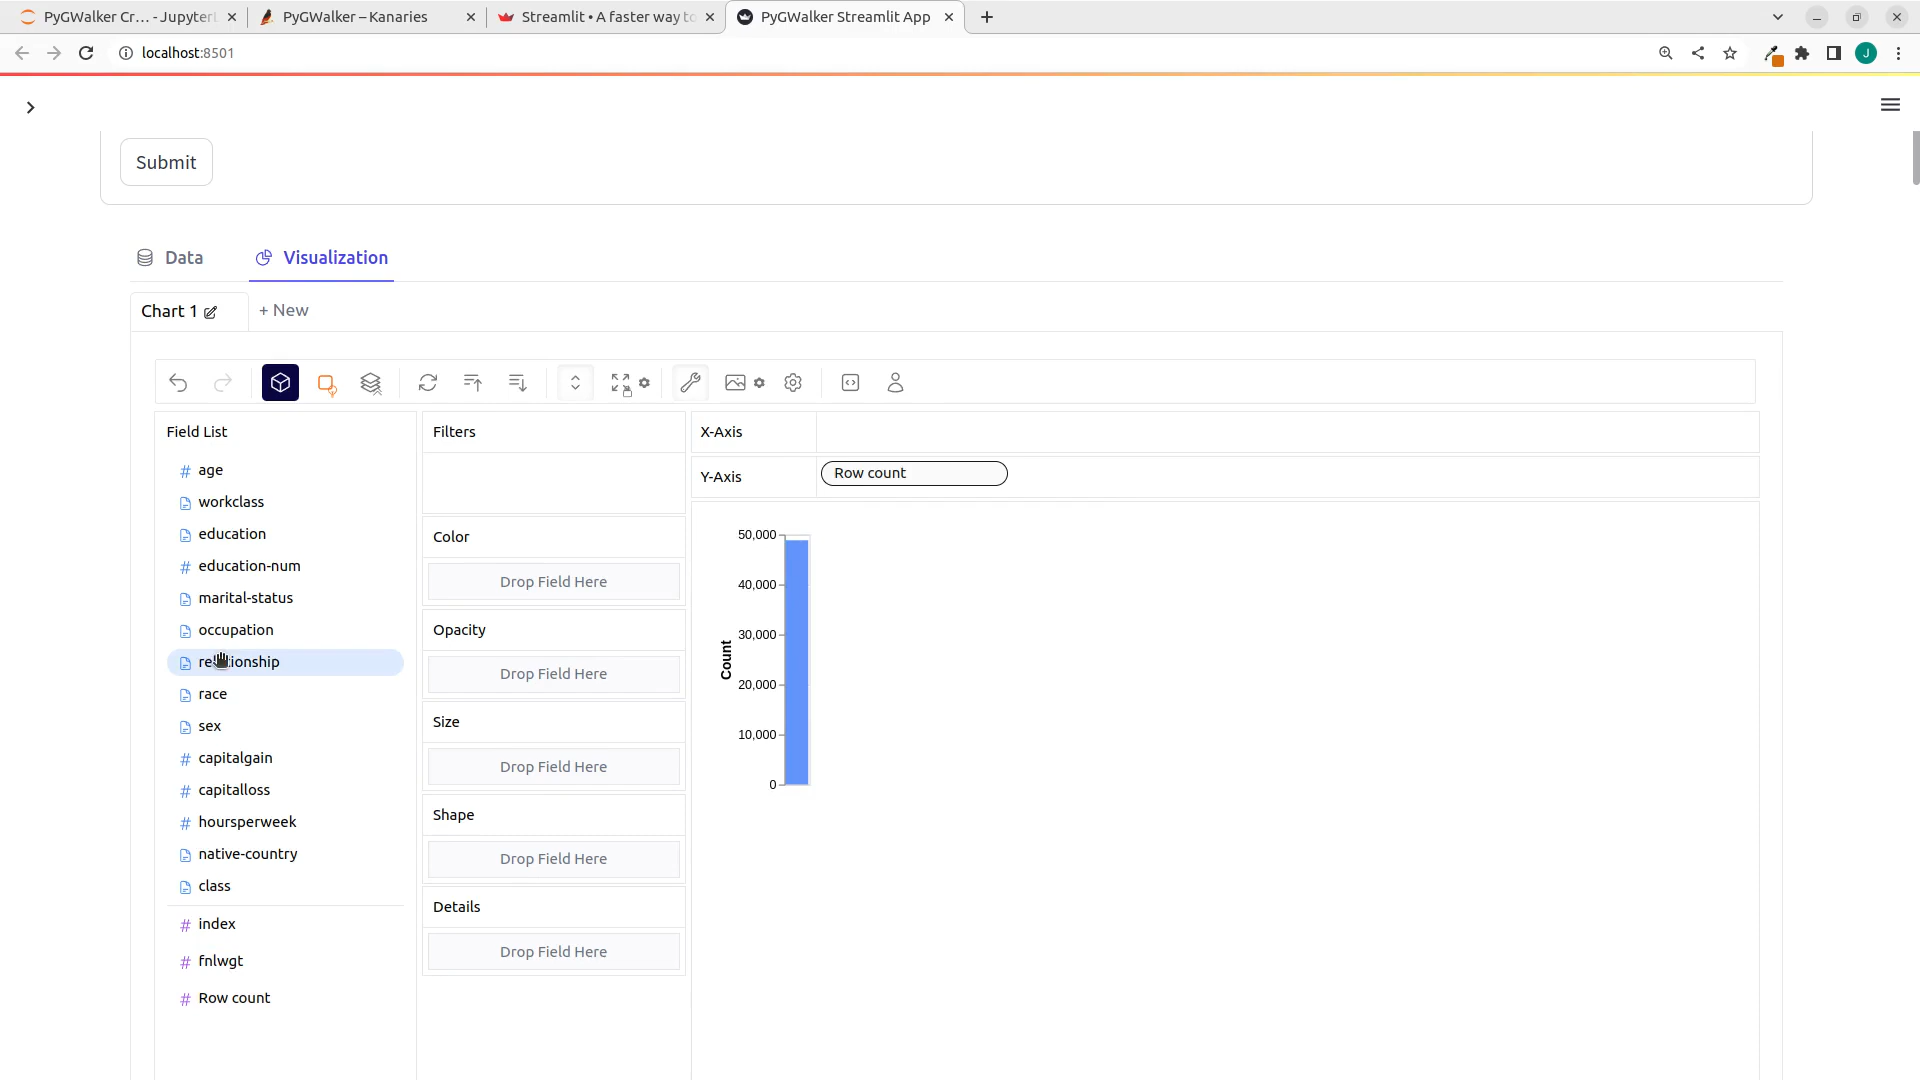 PyGWalker Cr... - Jupyter
PyGWalker – Kanaries
Streamlit • A faster way to
PyGWalker Streamlit App
localhost:8501
J
Submit
Data
Visualization
Chart 1
+ New
Field List
age
workclass
education
education-num
marital-status
occupation
relationship
race
sex
capitalgain
capitalloss
hoursperweek
native-country
class
index
fnlwgt
Row count
Filters
Color
Drop Field Here
Opacity
Drop Field Here
Size
Drop Field Here
Shape
Drop Field Here
Details
Drop Field Here
X-Axis
Y-Axis
Row count
50,000
40,000
30,000
20,000
10,000
0
Count